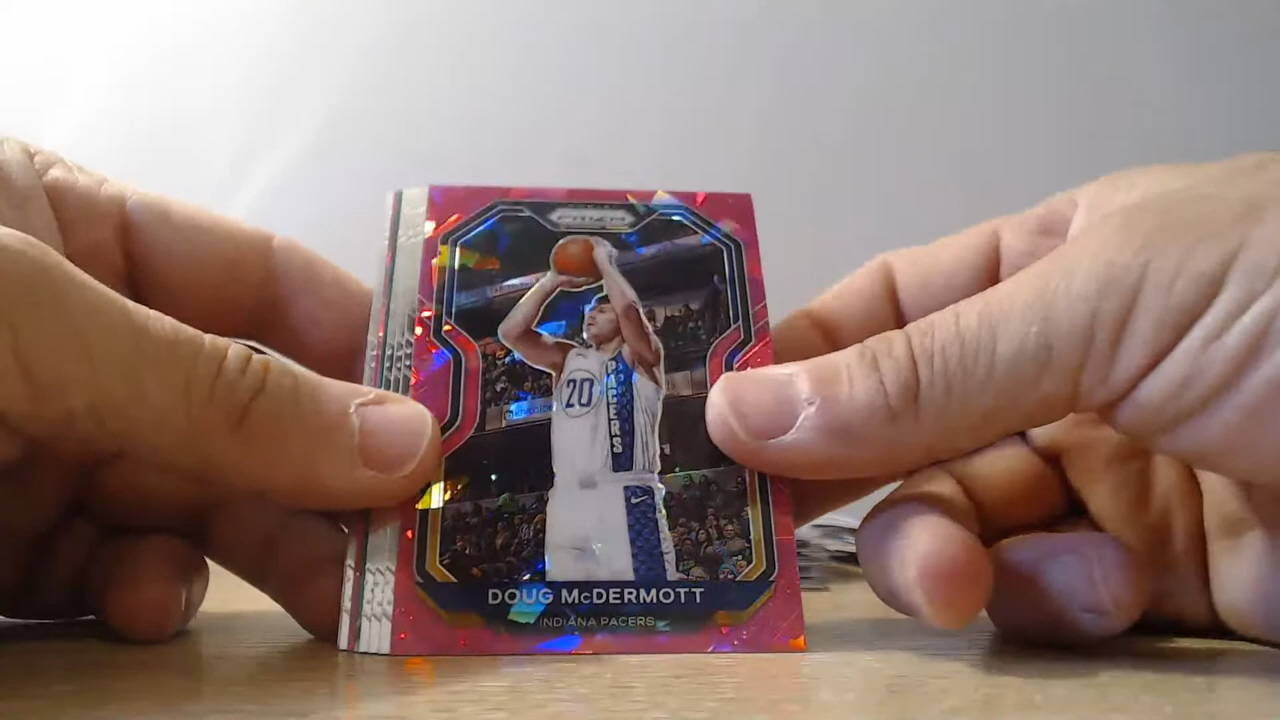 PRIZM
20
PACERS
DOUG McDERMOTT
INDIANA PACERS